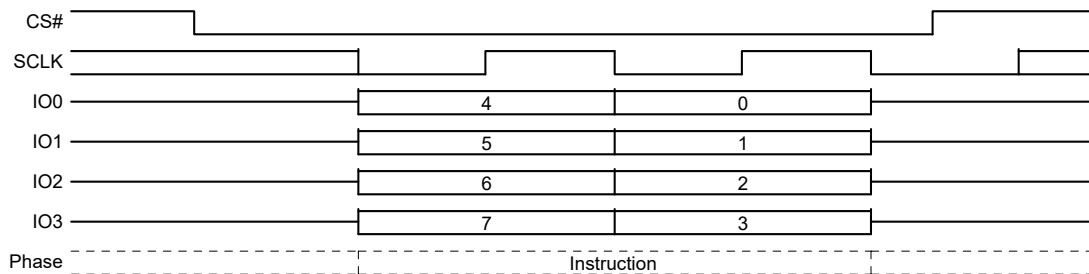 CS#
SCLK
IO0 4 0
IO1 5 1
IO2 6 2
IO3 7 3
Phase Instruction